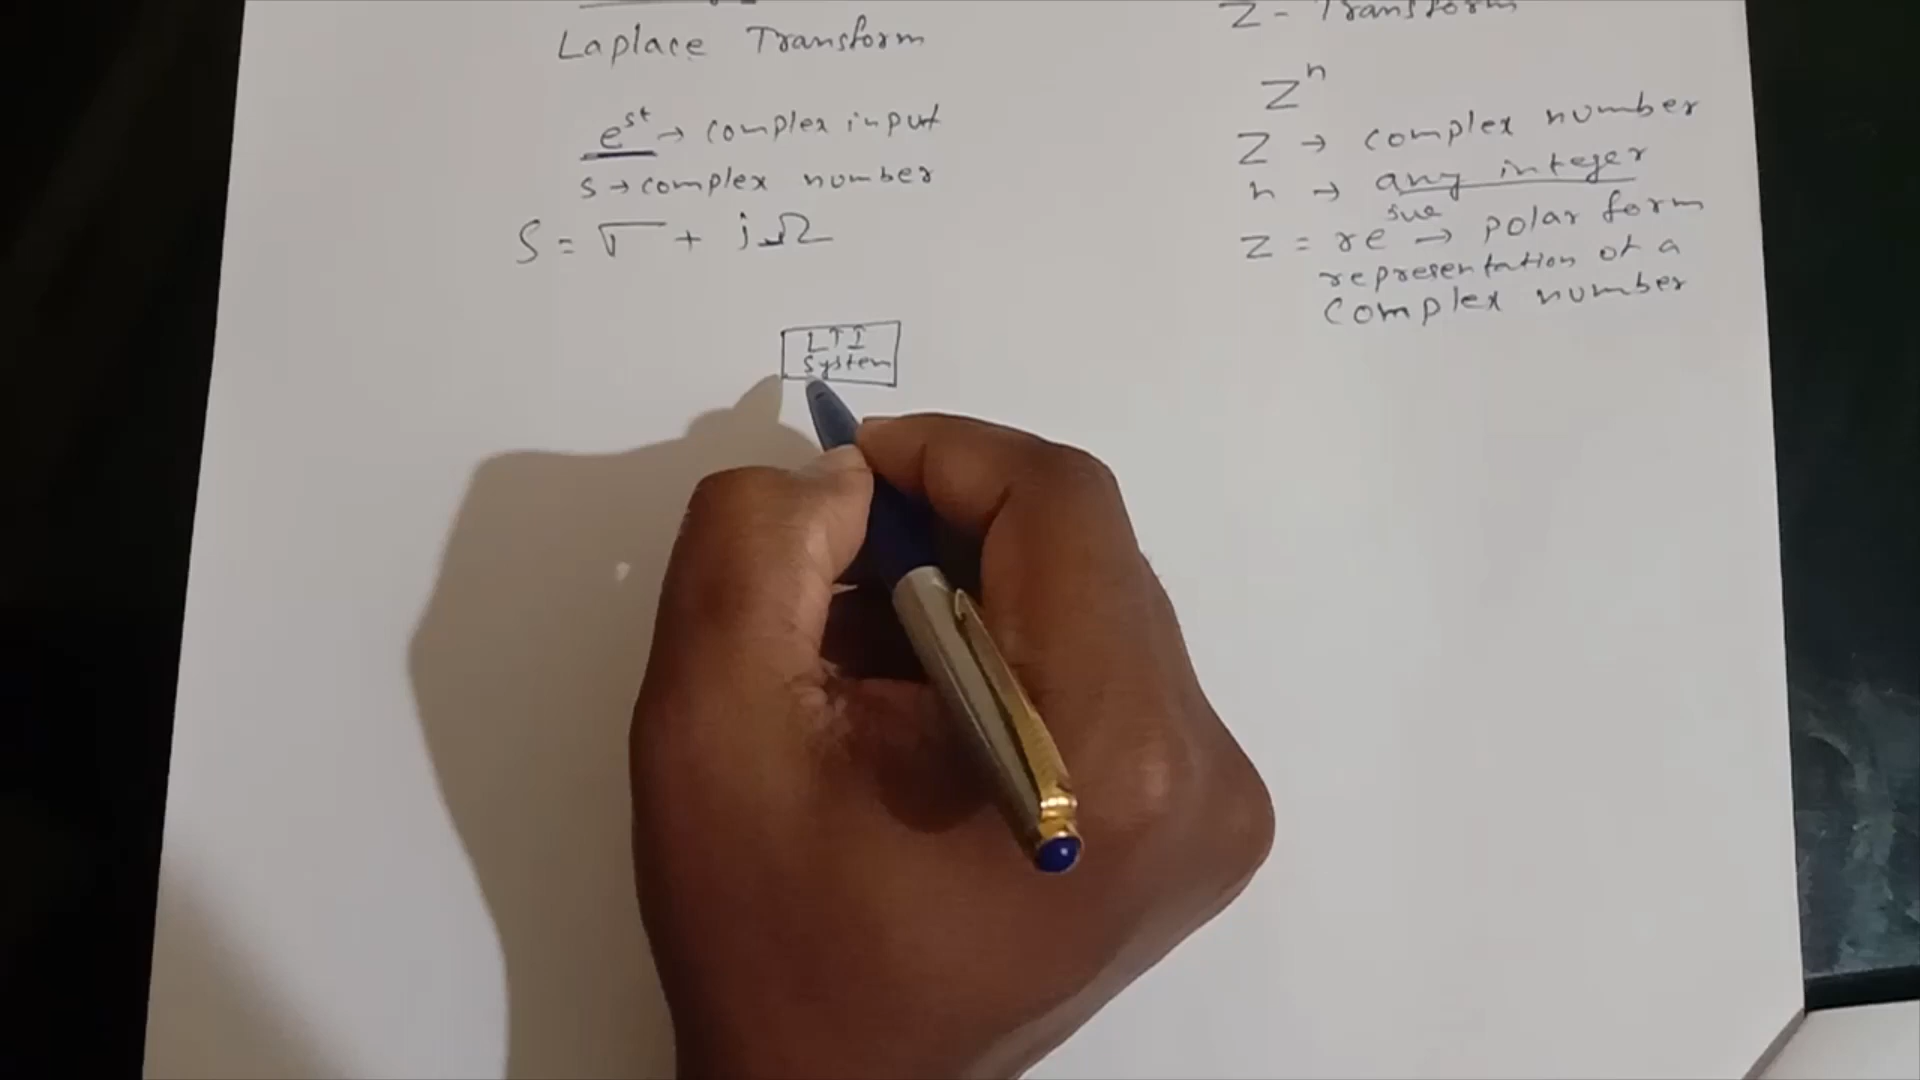 Laplace Transform
e^st → complex input
s → complex number
S = σ + jΩ
LTI
system
Z - Transform
Z^n
Z → complex number
n → any integer
Z = re → polar form
representation of a
complex number